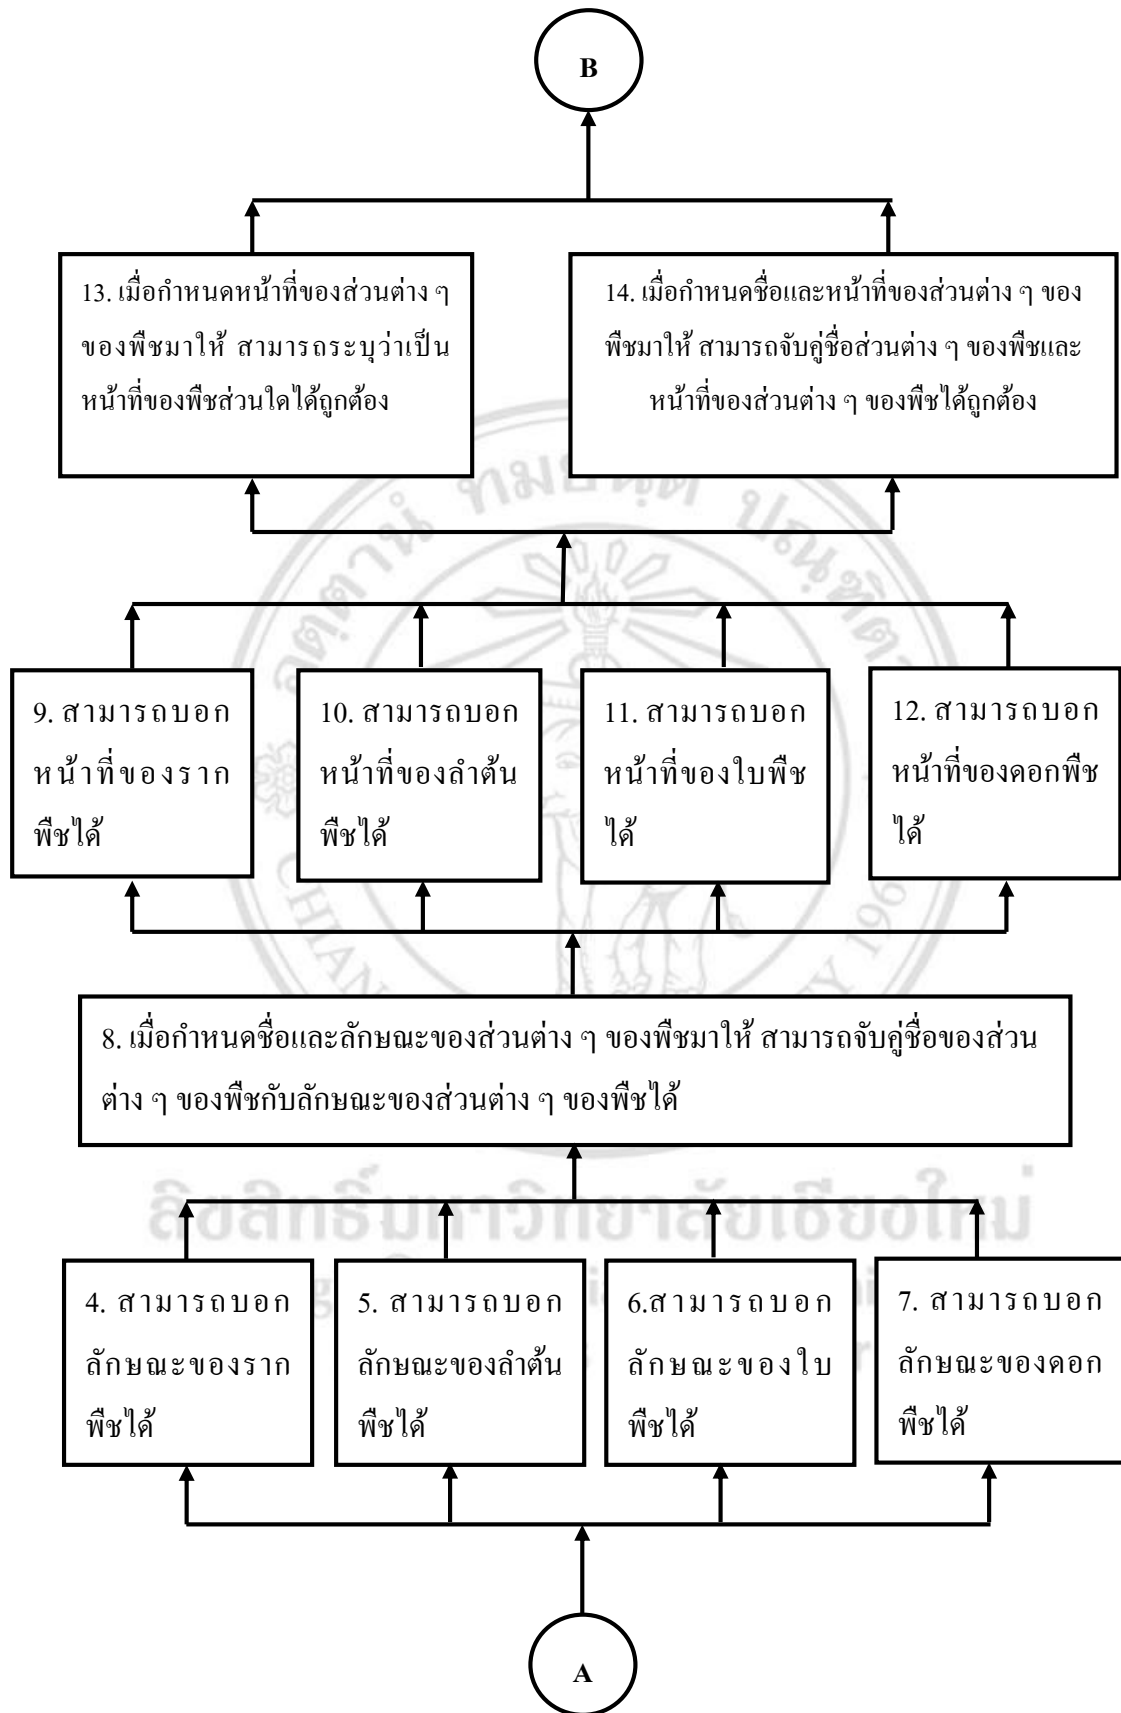 B
13. เมื่อกำหนดหน้าที่ของส่วนต่าง ๆ
ของพืชมาให้ สามารถระบุว่าเป็น
หน้าที่ของพืชส่วนใดได้ถูกต้อง
14. เมื่อกำหนดชื่อและหน้าที่ของส่วนต่าง ๆ ของ
พืชมาให้ สามารถจับคู่ชื่อส่วนต่าง ๆ ของพืชและ
หน้าที่ของส่วนต่าง ๆ ของพืชได้ถูกต้อง
9. สามารถบอก
หน้าที่ของราก
พืชได้
10. สามารถบอก
หน้าที่ของลำต้น
พืชได้
11. สามารถบอก
หน้าที่ของใบพืช
ได้
12. สามารถบอก
หน้าที่ของดอกพืช
ได้
8. เมื่อกำหนดชื่อและลักษณะของส่วนต่าง ๆ ของพืชมาให้ สามารถจับคู่ชื่อของส่วน
ต่าง ๆ ของพืชกับลักษณะของส่วนต่าง ๆ ของพืชได้
ลิขสิทธิ์มหาวิทยาลัยเชียงใหม่
4. สามารถบอก
ลักษณะของราก
พืชได้
5. สามารถบอก
ลักษณะของลำต้น
พืชได้
6.สามารถบอก
ลักษณะของใบ
พืชได้
7. สามารถบอก
ลักษณะของดอก
พืชได้
A